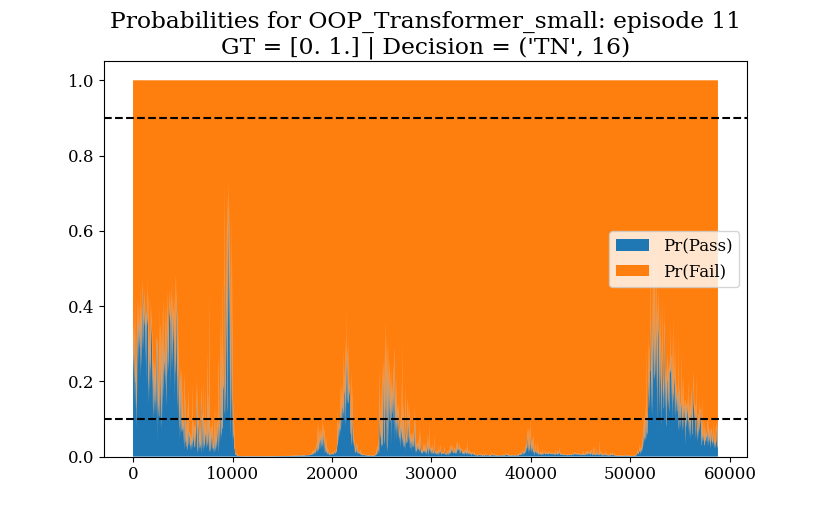 Probabilities for OOP_Transformer_small: episode 11
GT = [0. 1.] | Decision = ('TN', 16)
1.0
0.8
0.6
0.4
0.2
0.0
Pr(Pass)
Pr(Fail)
0 10000 20000 30000 40000 50000 60000